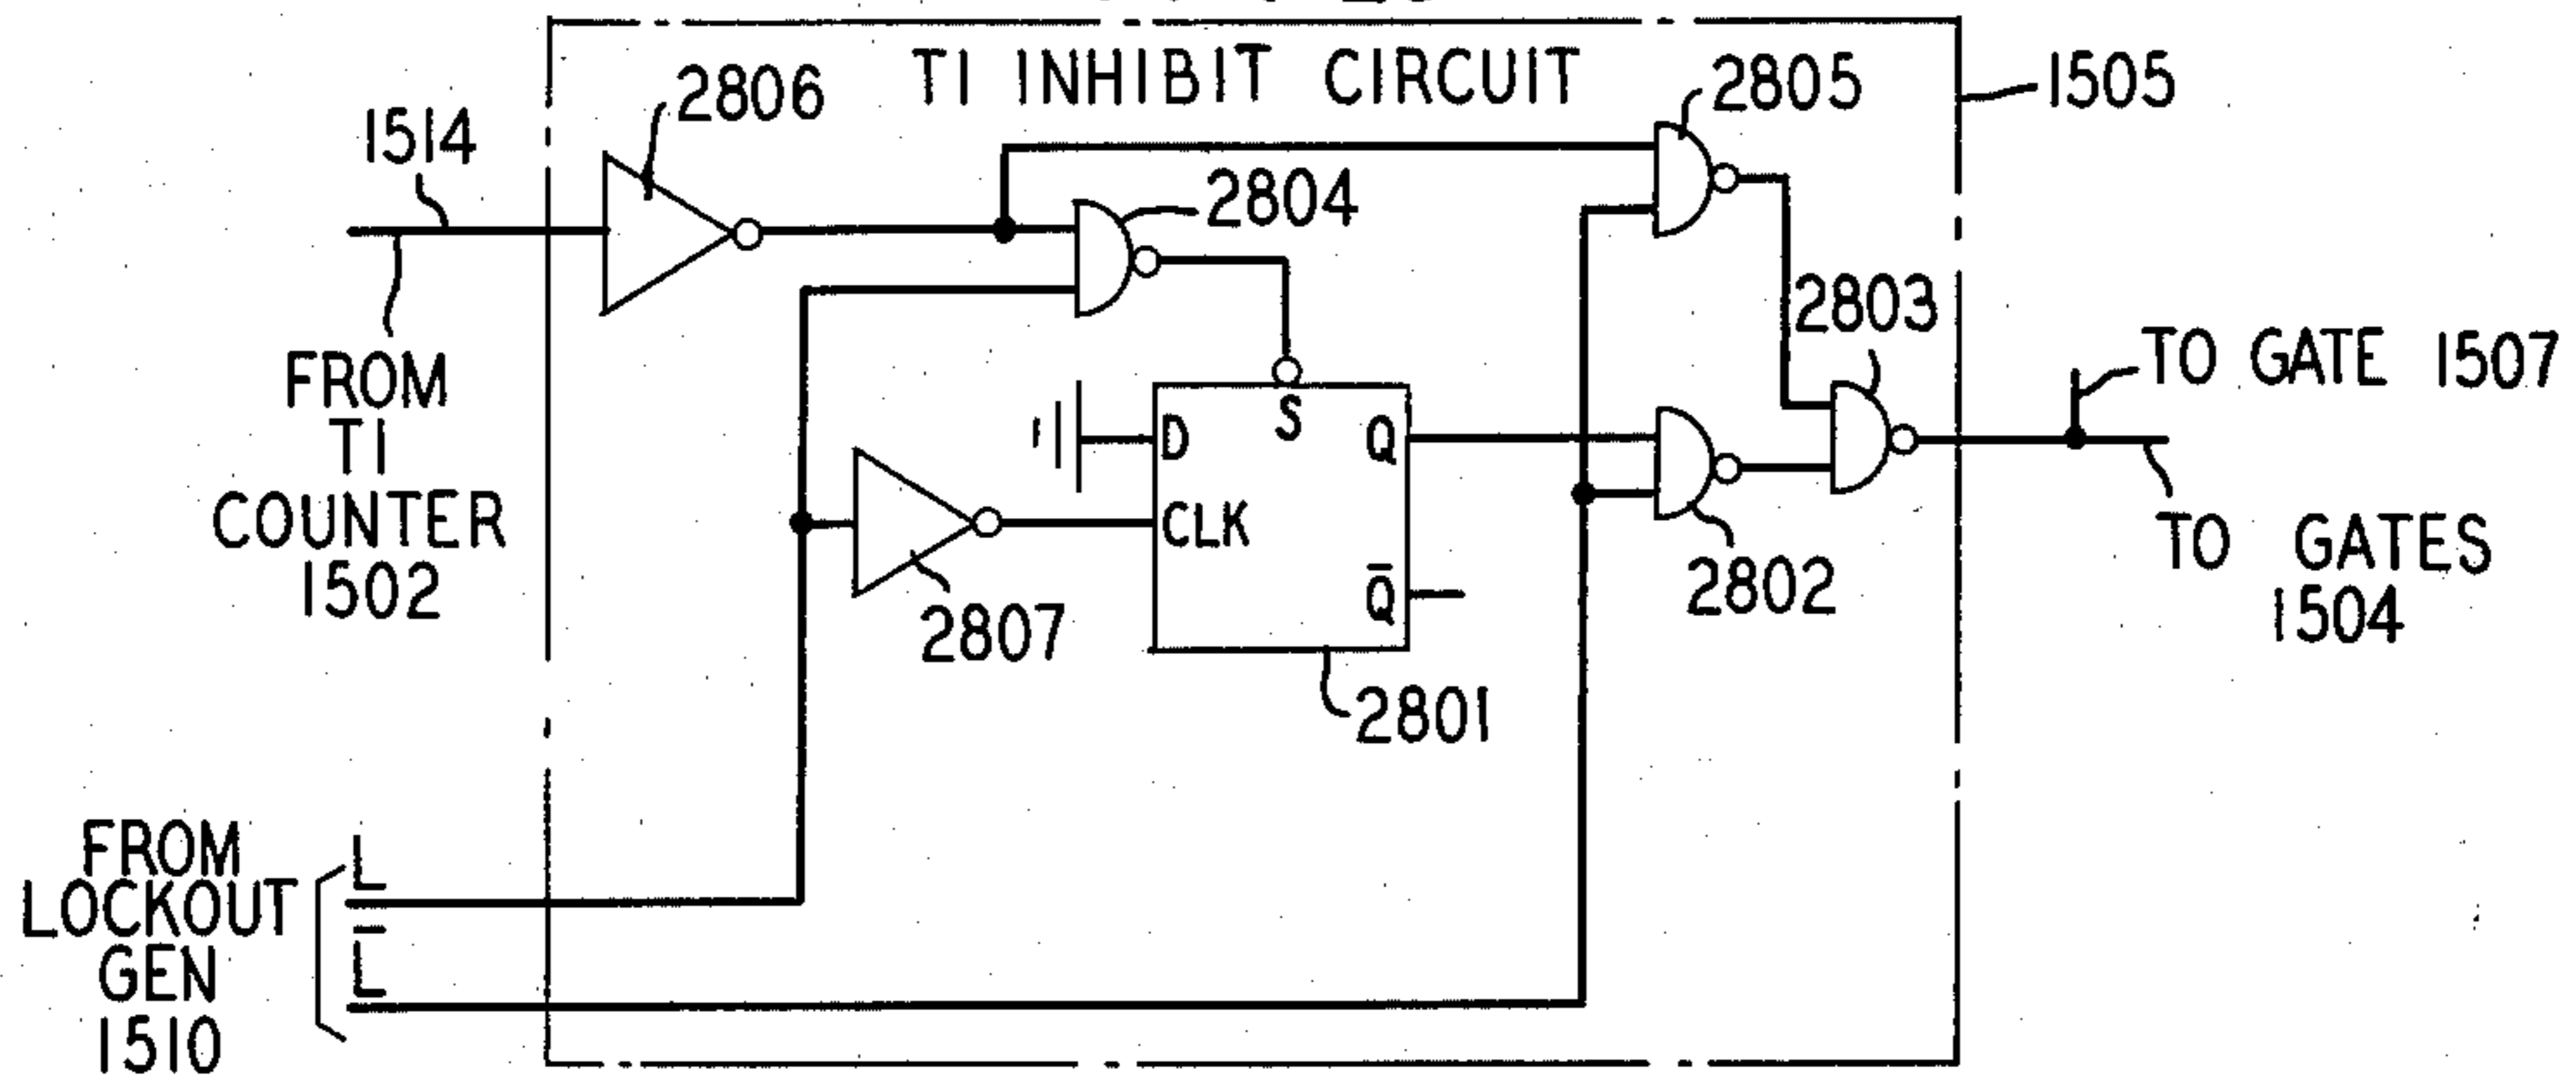 TI INHIBIT CIRCUIT
2806
2805
1505
1514
2804
2803
FROM
TI
COUNTER
1502
TO GATE 1507
TO GATES
1504
D
S
Q
CLK
Q̅
2807
2802
2801
FROM
LOCKOUT
GEN
1510
L
L̅